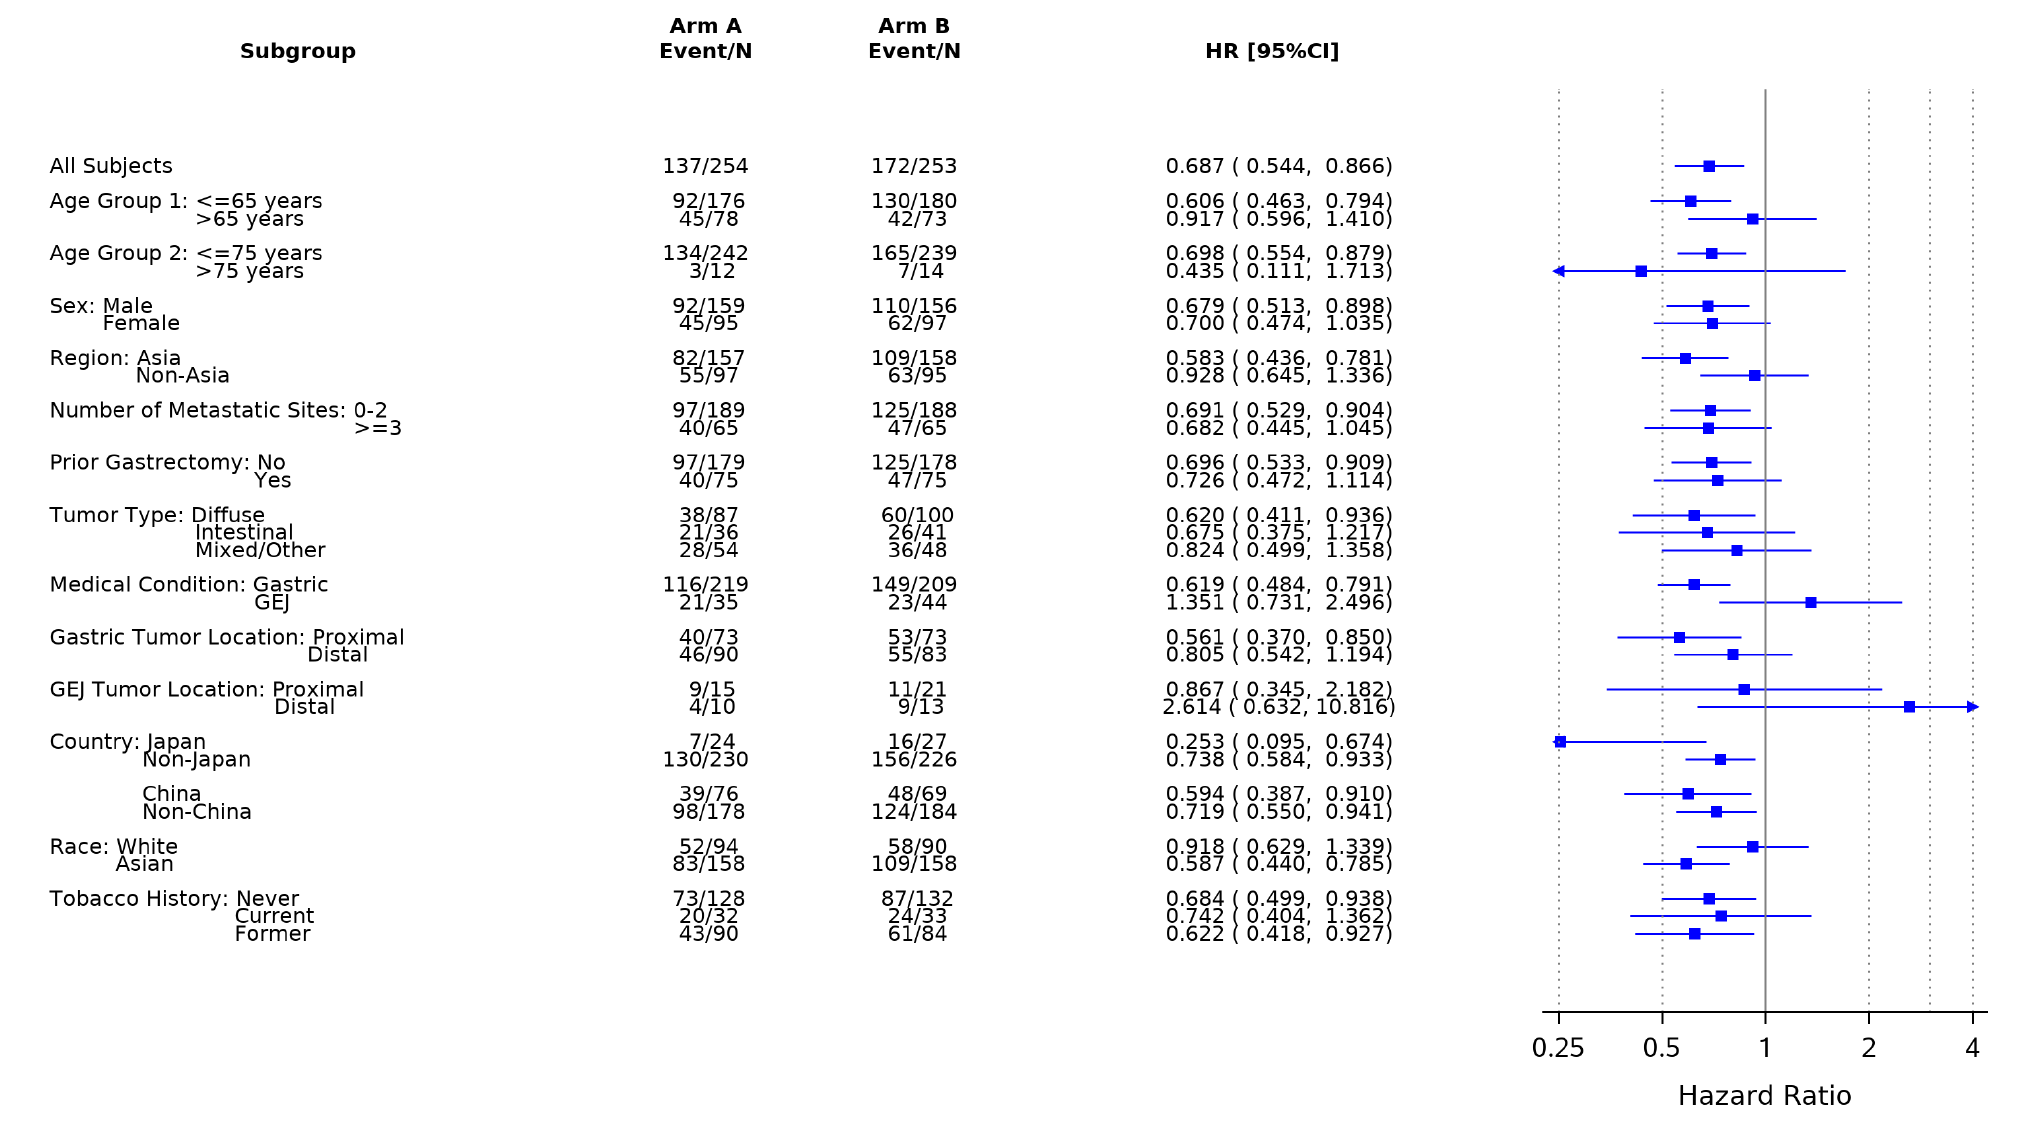 Subgroup Arm A Event/N Arm B Event/N HR [95%CI]
All Subjects 137/254 172/253 0.687 ( 0.544, 0.866)
Age Group 1: <=65 years 92/176 130/180 0.606 ( 0.463, 0.794)
>65 years 45/78 42/73 0.917 ( 0.596, 1.410)
Age Group 2: <=75 years 134/242 165/239 0.698 ( 0.554, 0.879)
>75 years 3/12 7/14 0.435 ( 0.111, 1.713)
Sex: Male 92/159 110/156 0.679 ( 0.513, 0.898)
Female 45/95 62/97 0.700 ( 0.474, 1.035)
Region: Asia 82/157 109/158 0.583 ( 0.436, 0.781)
Non-Asia 55/97 63/95 0.928 ( 0.645, 1.336)
Number of Metastatic Sites: 0-2 97/189 125/188 0.691 ( 0.529, 0.904)
>=3 40/65 47/65 0.682 ( 0.445, 1.045)
Prior Gastrectomy: No 97/179 125/178 0.696 ( 0.533, 0.909)
Yes 40/75 47/75 0.726 ( 0.472, 1.114)
Tumor Type: Diffuse 38/87 60/100 0.620 ( 0.411, 0.936)
Intestinal 21/36 26/41 0.675 ( 0.375, 1.217)
Mixed/Other 28/54 36/48 0.824 ( 0.499, 1.358)
Medical Condition: Gastric 116/219 149/209 0.619 ( 0.484, 0.791)
GEJ 21/35 23/44 1.351 ( 0.731, 2.496)
Gastric Tumor Location: Proximal 40/73 53/73 0.561 ( 0.370, 0.850)
Distal 46/90 55/83 0.805 ( 0.542, 1.194)
GEJ Tumor Location: Proximal 9/15 11/21 0.867 ( 0.345, 2.182)
Distal 4/10 9/13 2.614 ( 0.632, 10.816)
Country: Japan 7/24 16/27 0.253 ( 0.095, 0.674)
Non-Japan 130/230 156/226 0.738 ( 0.584, 0.933)
China 39/76 48/69 0.594 ( 0.387, 0.910)
Non-China 98/178 124/184 0.719 ( 0.550, 0.941)
Race: White 52/94 58/90 0.918 ( 0.629, 1.339)
Asian 83/158 109/158 0.587 ( 0.440, 0.785)
Tobacco History: Never 73/128 87/132 0.684 ( 0.499, 0.938)
Current 20/32 24/33 0.742 ( 0.404, 1.362)
Former 43/90 61/84 0.622 ( 0.418, 0.927)
0.25 0.5 1 2 4
Hazard Ratio